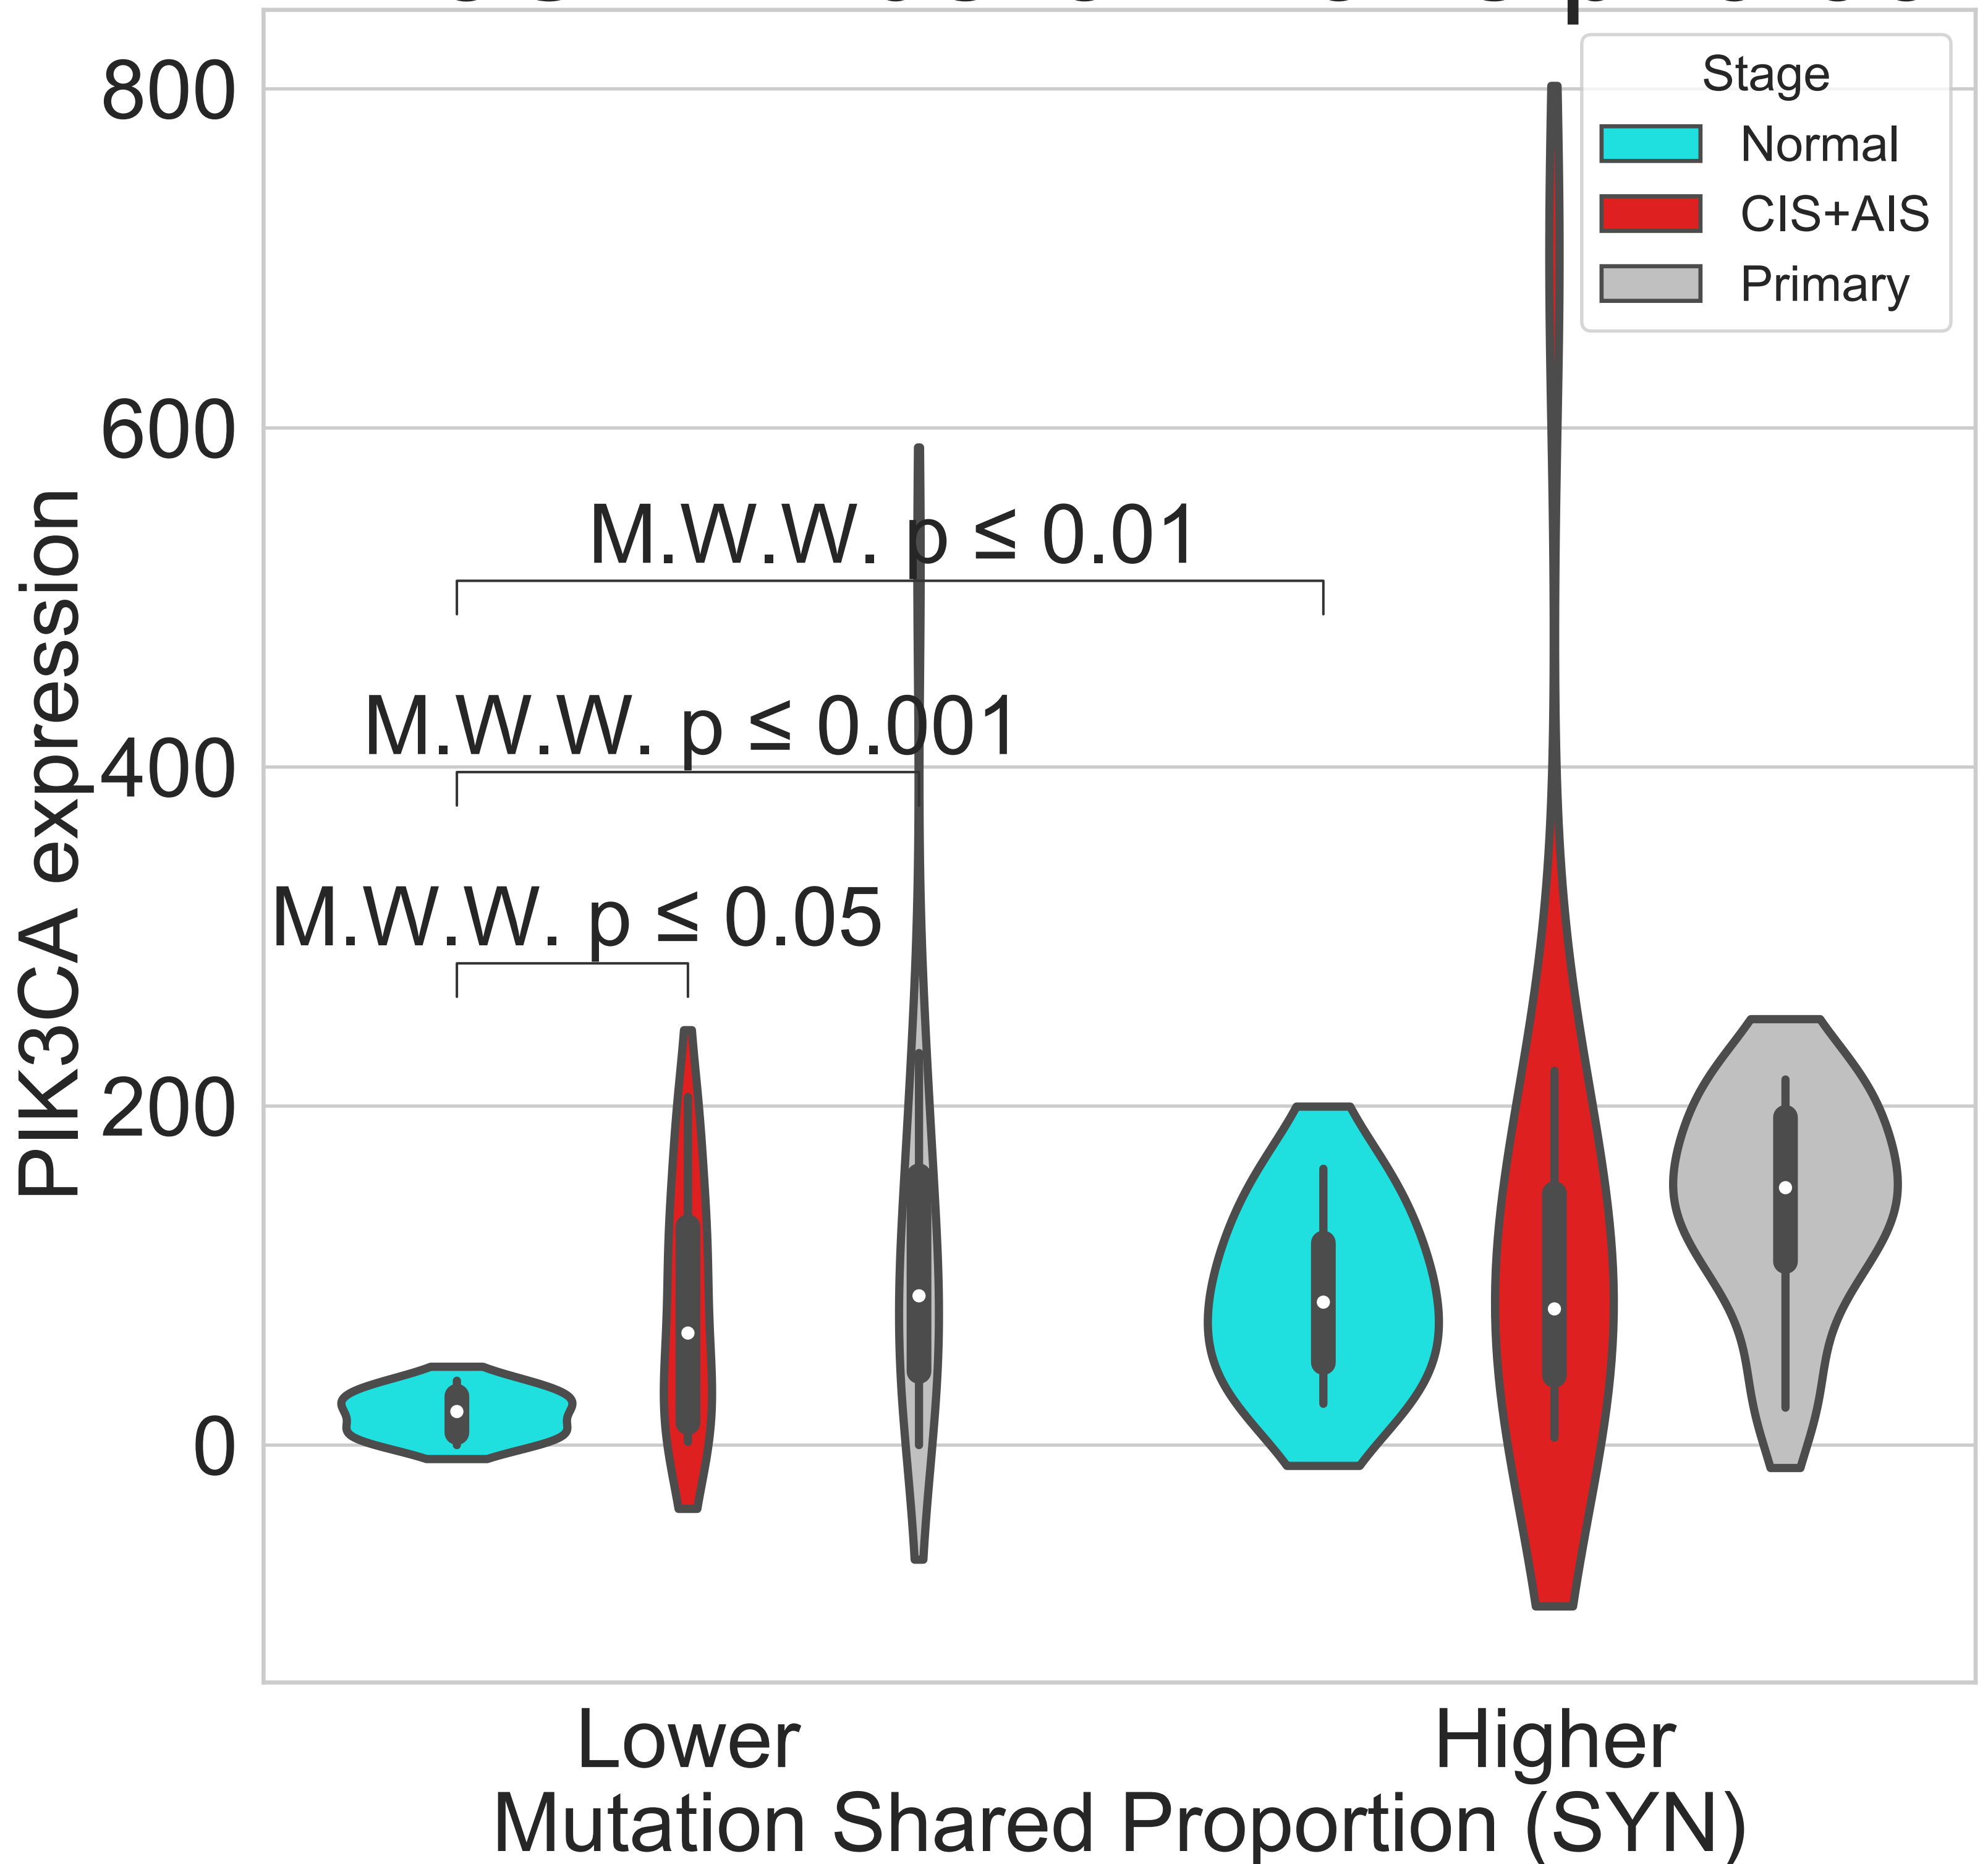 800
600
400
200
0
PIK3CA expression
Stage
Normal
CIS+AIS
Primary
M.W.W. p ≤ 0.01
M.W.W. p ≤ 0.001
M.W.W. p ≤ 0.05
Lower
Higher
Mutation Shared Proportion (SYN)